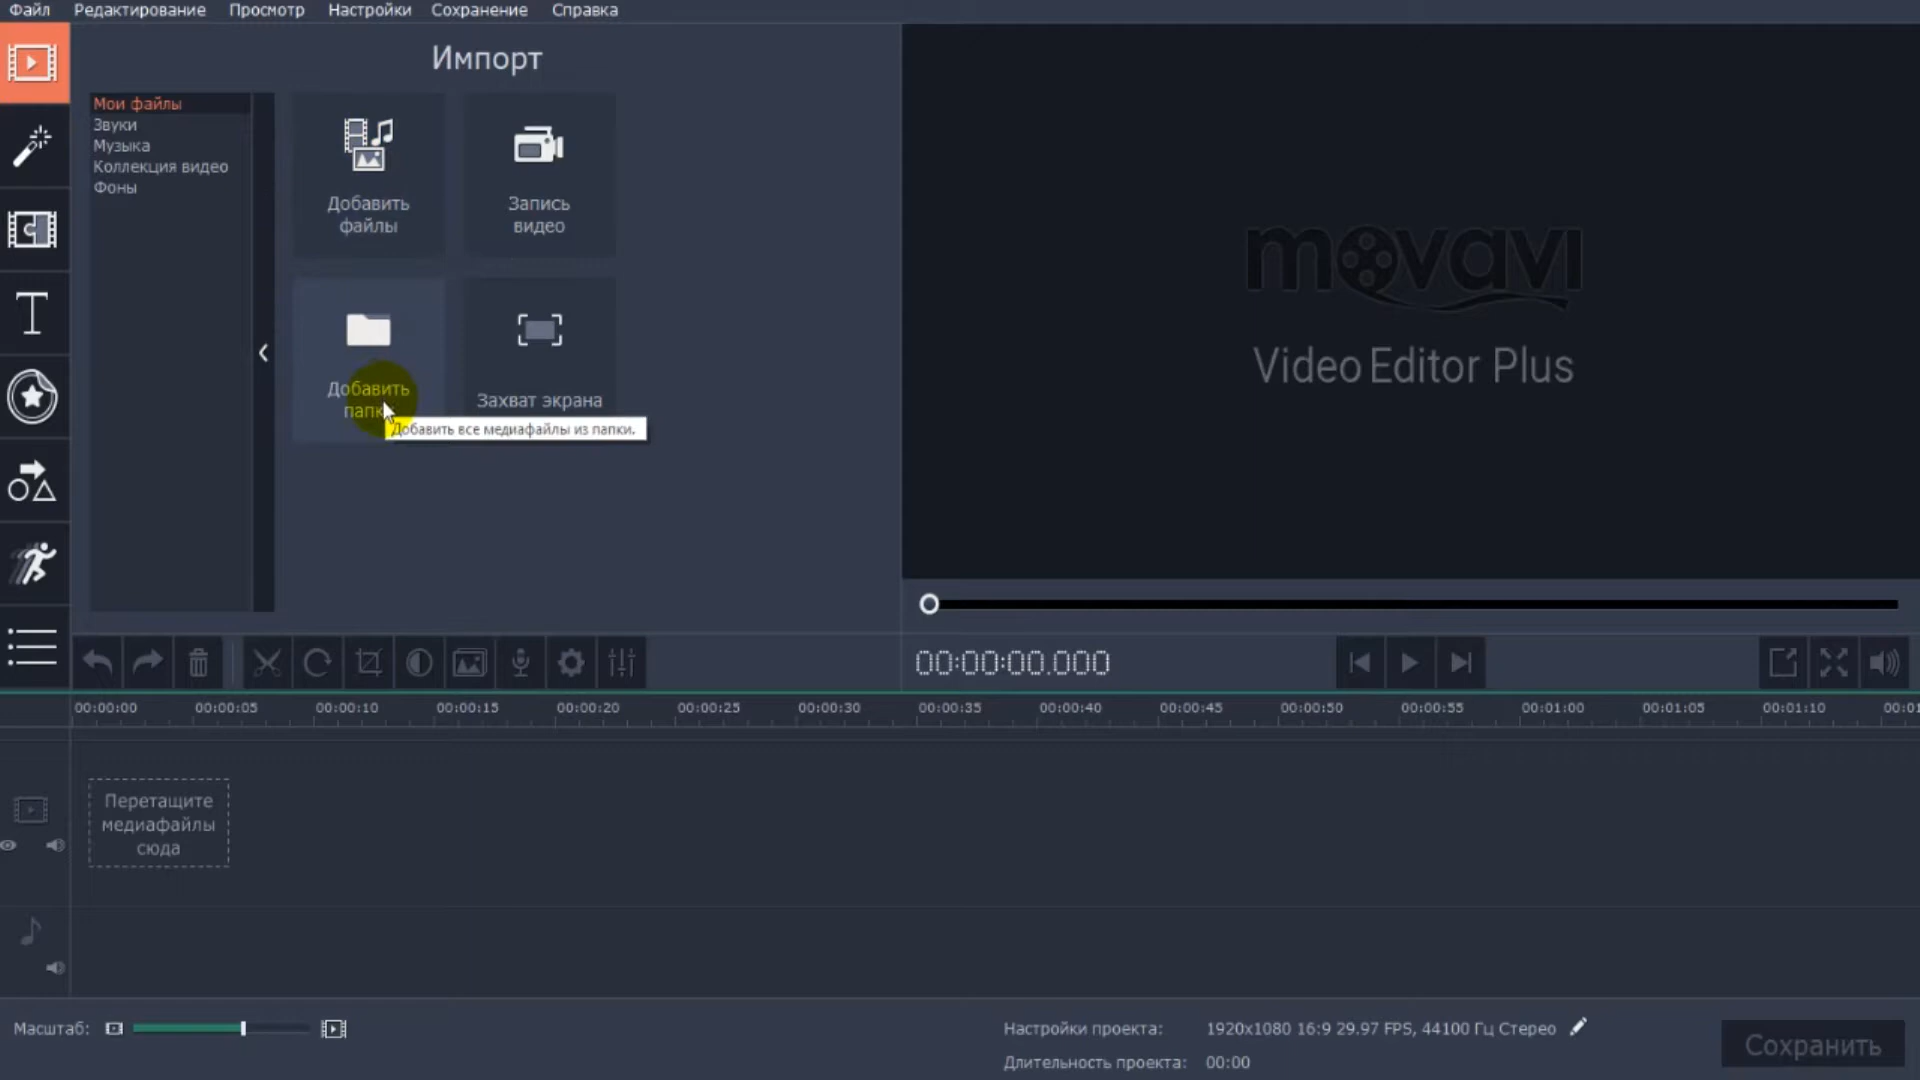 Файл Редактирование Просмотр Настройки Сохранение Справка
Импорт
Мои файлы
Звуки
Музыка
Коллекция видео
Фоны
Добавить
файлы
Запись
видео
Добавить
Захват экрана
Добавить все медиафайлы из папки.
movavi
Video Editor Plus
00:00:00.000
00:00:00 00:00:05 00:00:10 00:00:15 00:00:20 00:00:25 00:00:30 00:00:35 00:00:40 00:00:45 00:00:50 00:00:55 00:01:00 00:01:05 00:01:10
Перетащите
медиафайлы
сюда
Масштаб:
Настройки проекта: 1920x1080 16:9 29.97 FPS, 44100 Гц Стерео
Длительность проекта: 00:00
Сохранить